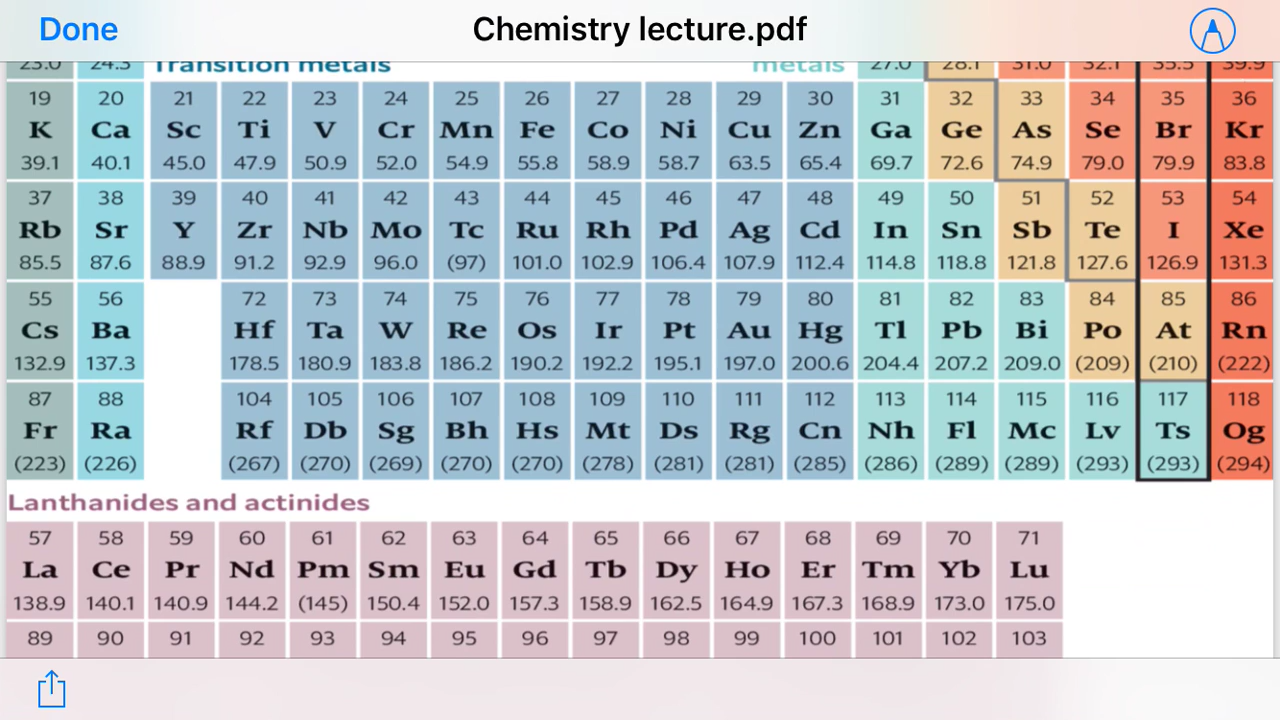 Done Chemistry lecture.pdf
23.0 24.3 Transition metals metals 27.0 28.1 31.0 32.1 35.5 39.9
19 20 21 22 23 24 25 26 27 28 29 30 31 32 33 34 35 36
K Ca Sc Ti V Cr Mn Fe Co Ni Cu Zn Ga Ge As Se Br Kr
39.1 40.1 45.0 47.9 50.9 52.0 54.9 55.8 58.9 58.7 63.5 65.4 69.7 72.6 74.9 79.0 79.9 83.8
37 38 39 40 41 42 43 44 45 46 47 48 49 50 51 52 53 54
Rb Sr Y Zr Nb Mo Tc Ru Rh Pd Ag Cd In Sn Sb Te I Xe
85.5 87.6 88.9 91.2 92.9 96.0 (97) 101.0 102.9 106.4 107.9 112.4 114.8 118.8 121.8 127.6 126.9 131.3
55 56 72 73 74 75 76 77 78 79 80 81 82 83 84 85 86
Cs Ba Hf Ta W Re Os Ir Pt Au Hg Tl Pb Bi Po At Rn
132.9 137.3 178.5 180.9 183.8 186.2 190.2 192.2 195.1 197.0 200.6 204.4 207.2 209.0 (209) (210) (222)
87 88 104 105 106 107 108 109 110 111 112 113 114 115 116 117 118
Fr Ra Rf Db Sg Bh Hs Mt Ds Rg Cn Nh Fl Mc Lv Ts Og
(223) (226) (267) (270) (269) (270) (270) (278) (281) (281) (285) (286) (289) (289) (293) (293) (294)
Lanthanides and actinides
57 58 59 60 61 62 63 64 65 66 67 68 69 70 71
La Ce Pr Nd Pm Sm Eu Gd Tb Dy Ho Er Tm Yb Lu
138.9 140.1 140.9 144.2 (145) 150.4 152.0 157.3 158.9 162.5 164.9 167.3 168.9 173.0 175.0
89 90 91 92 93 94 95 96 97 98 99 100 101 102 103